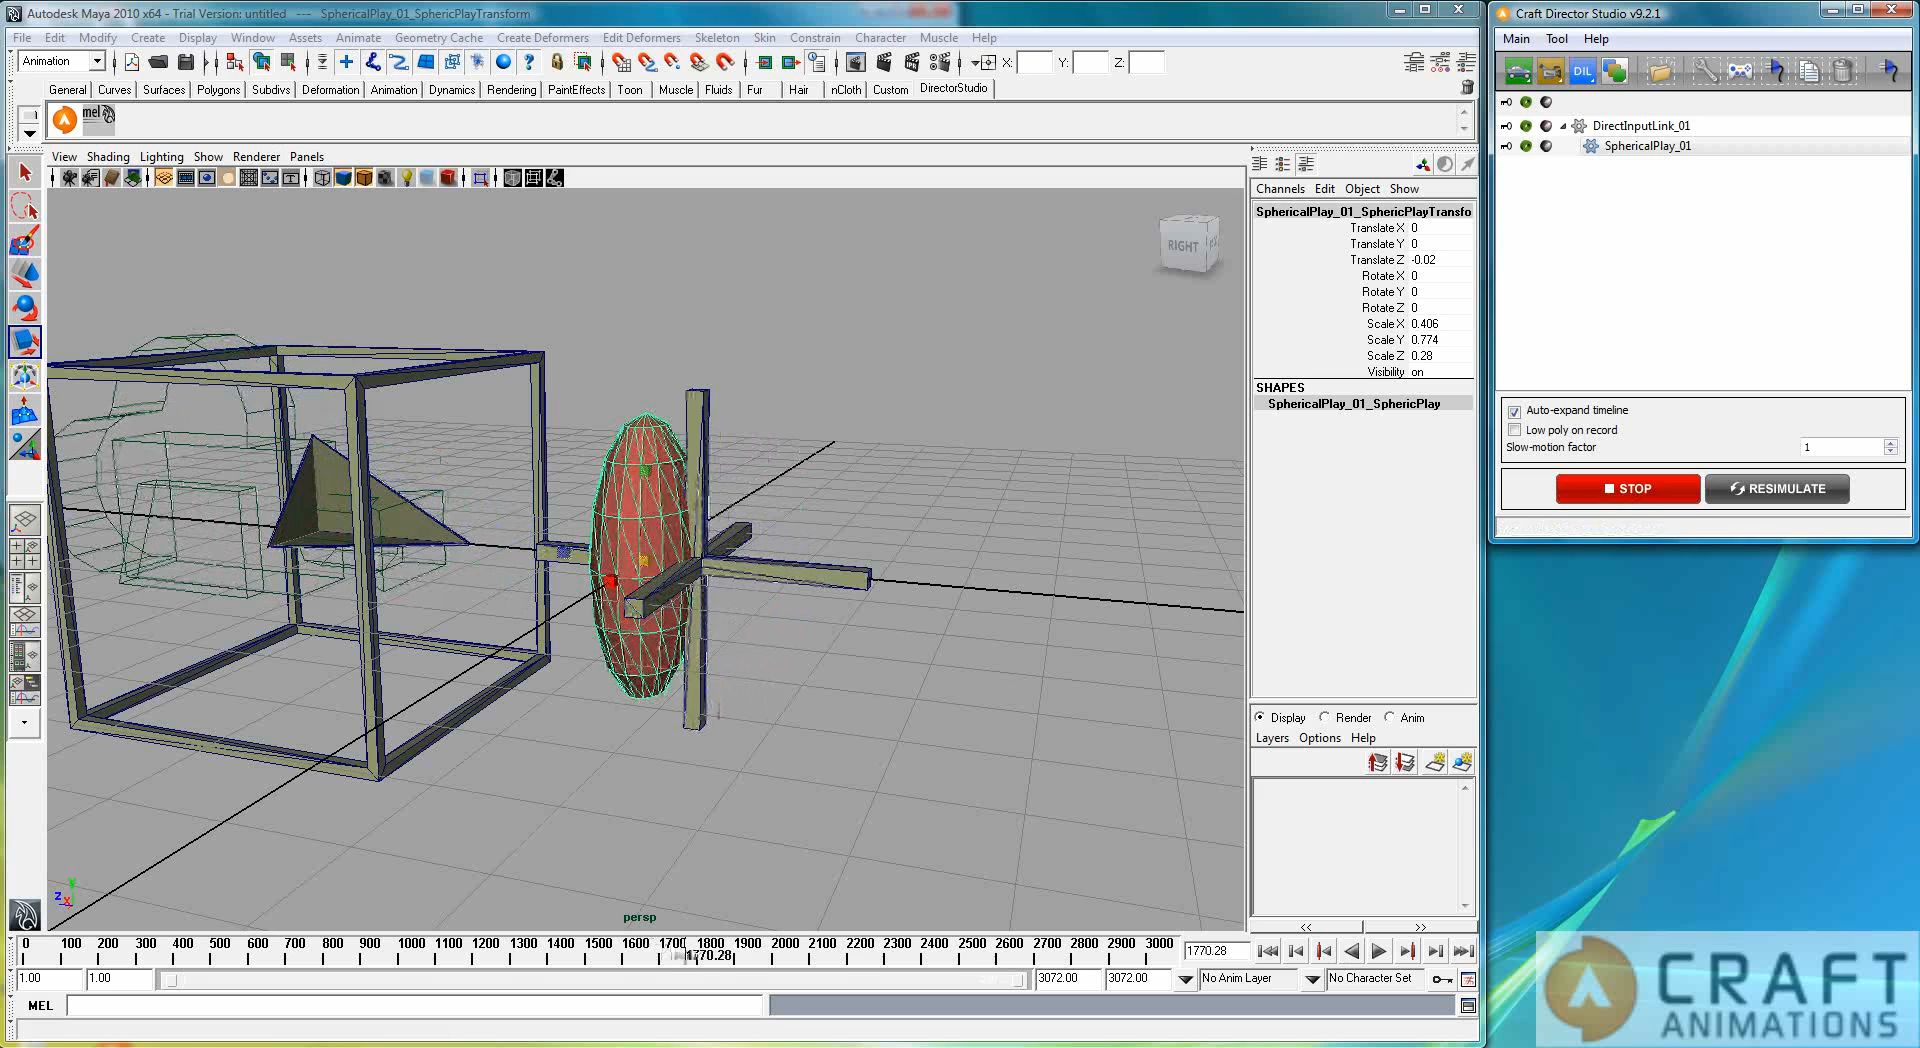 Autodesk Maya 2010 x64 - Trial Version: untitled --- SphericalPlay_01_SphericPlayTransform
File Edit Modify Create Display Window Assets Animate Geometry Cache Create Deformers Edit Deformers Skeleton Skin Constrain Character Muscle Help
Animation X: Y: Z:
General Curves Surfaces Polygons Subdivs Deformation Animation Dynamics Rendering PaintEffects Toon Muscle Fluids Fur Hair nCloth Custom DirectorStudio
mel
View Shading Lighting Show Renderer Panels
RIGHT
persp
Y
Z
X
Channels Edit Object Show
SphericalPlay_01_SphericPlayTransfo
Translate X 0
Translate Y 0
Translate Z -0.02
Rotate X 0
Rotate Y 0
Rotate Z 0
Scale X 0.406
Scale Y 0.774
Scale Z 0.28
Visibility on
SHAPES
SphericalPlay_01_SphericPlay
Display Render Anim
Layers Options Help
<< >>
0 100 200 300 400 500 600 700 800 900 1000 1100 1200 1300 1400 1500 1600 1700 1800 1900 2000 2100 2200 2300 2400 2500 2600 2700 2800 2900 3000
1770.28
1770.28
1.00 1.00 3072.00 3072.00 No Anim Layer No Character Set
MEL
Craft Director Studio v9.2.1
Main Tool Help
DIL
DirectInputLink_01
SphericalPlay_01
Auto-expand timeline
Low poly on record
Slow-motion factor 1
STOP RESIMULATE
CRAFT
ANIMATIONS